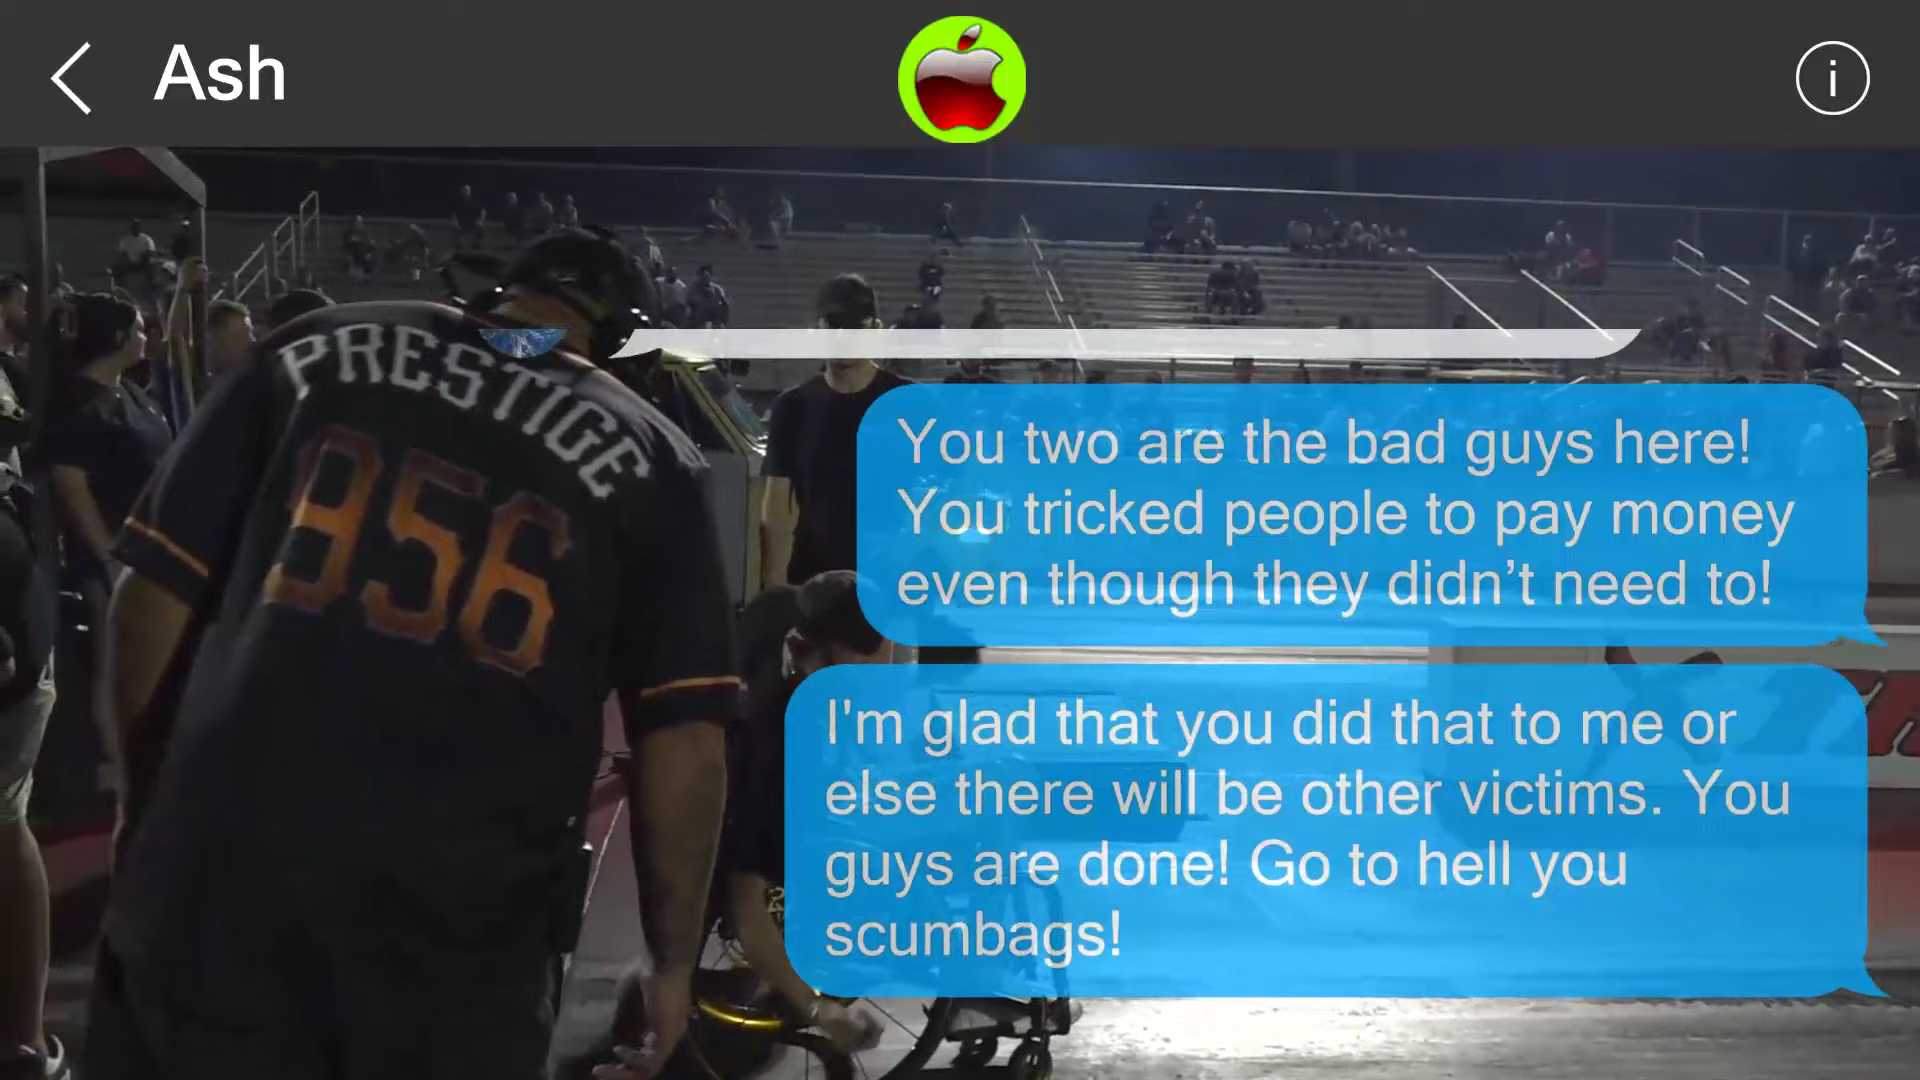 Ash
i
PRESTIGE
956
You two are the bad guys here!
You tricked people to pay money
even though they didn’t need to!
I'm glad that you did that to me or
else there will be other victims. You
guys are done! Go to hell you
scumbags!